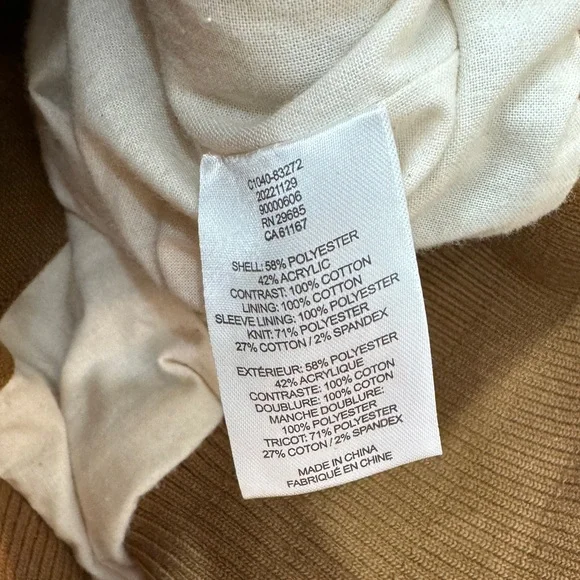 C1040-83272
20221129
90000606
RN 29685
CA 61167
SHELL: 58% POLYESTER
42% ACRYLIC
CONTRAST: 100% COTTON
LINING: 100% COTTON
SLEEVE LINING: 100% POLYESTER
KNIT: 71% POLYESTER
27% COTTON / 2% SPANDEX
EXTÉRIEUR: 58% POLYESTER
42% ACRYLIQUE
CONTRASTE: 100% COTON
DOUBLURE: 100% COTON
MANCHE DOUBLURE:
100% POLYESTER
TRICOT: 71% POLYESTER
27% COTON / 2% SPANDEX
MADE IN CHINA
FABRIQUÉ EN CHINE